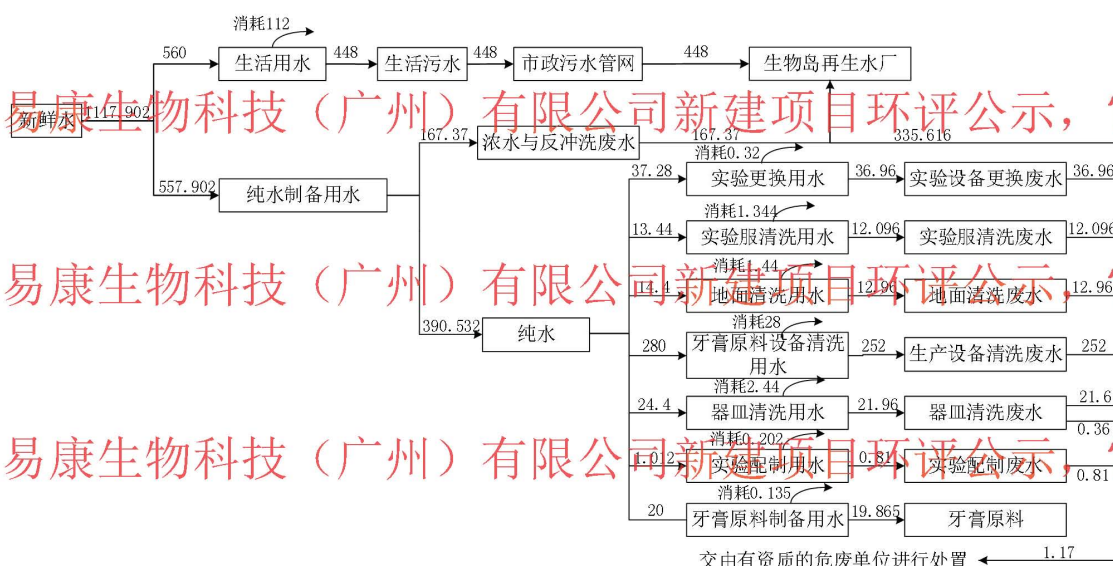 消耗112
560
生活用水
448
生活污水
448
市政污水管网
448
生物岛再生水厂
易康生物科技（广州）有限公司新建项目环评公示，
新鲜水
1117.902
167.37
浓水与反冲洗废水
167.37
335.616
消耗0.32
37.28
实验更换用水
36.96
实验设备更换废水
36.96
557.902
纯水制备用水
消耗1.344
13.44
实验服清洗用水
12.096
实验服清洗废水
12.096
易康生物科技（广州）有限公司新建项目环评公示，
消耗1.44
14.4
地面清洗用水
12.96
地面清洗废水
12.96
390.532
纯水
消耗28
280
牙膏原料设备清洗
用水
252
生产设备清洗废水
252
消耗2.44
24.4
器皿清洗用水
21.96
器皿清洗废水
21.6
0.36
易康生物科技（广州）有限公司新建项目环评公示，
消耗0.202
1.012
实验配制用水
0.81
实验配制废水
0.81
消耗0.135
20
牙膏原料制备用水
19.865
牙膏原料
交由有资质的危废单位进行处置
1.17